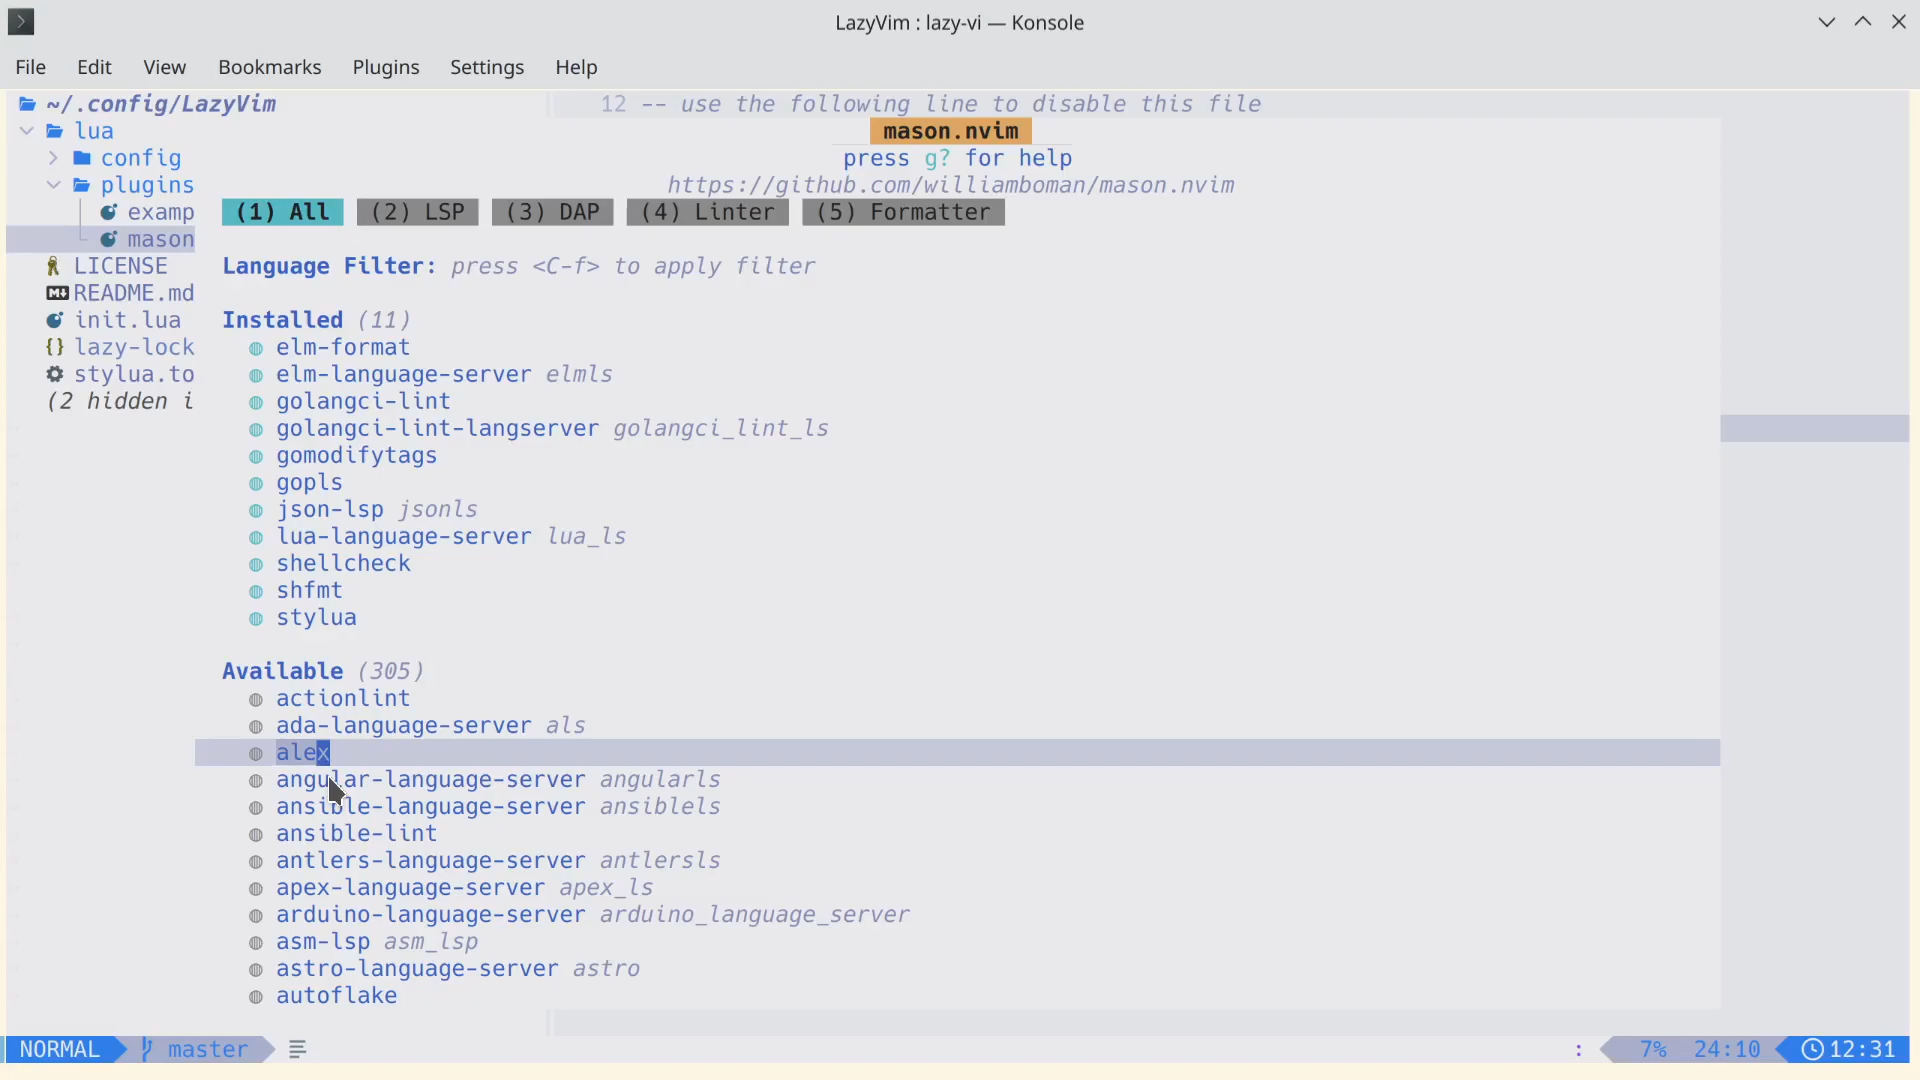 LazyVim : lazy-vi — Konsole
File Edit View Bookmarks Plugins Settings Help
~/.config/LazyVim
lua
config
plugins
examp
mason
LICENSE
README.md
init.lua
lazy-lock
stylua.to
(2 hidden i
12 -- use the following line to disable this file
mason.nvim
press g? for help
https://github.com/williamboman/mason.nvim
(1) All (2) LSP (3) DAP (4) Linter (5) Formatter
Language Filter: press <C-f> to apply filter
Installed (11)
elm-format
elm-language-server elmls
golangci-lint
golangci-lint-langserver golangci_lint_ls
gomodifytags
gopls
json-lsp jsonls
lua-language-server lua_ls
shellcheck
shfmt
stylua
Available (305)
actionlint
ada-language-server als
alex
angular-language-server angularls
ansible-language-server ansiblels
ansible-lint
antlers-language-server antlersls
apex-language-server apex_ls
arduino-language-server arduino_language_server
asm-lsp asm_lsp
astro-language-server astro
autoflake
NORMAL master : 7% 24:10 12:31